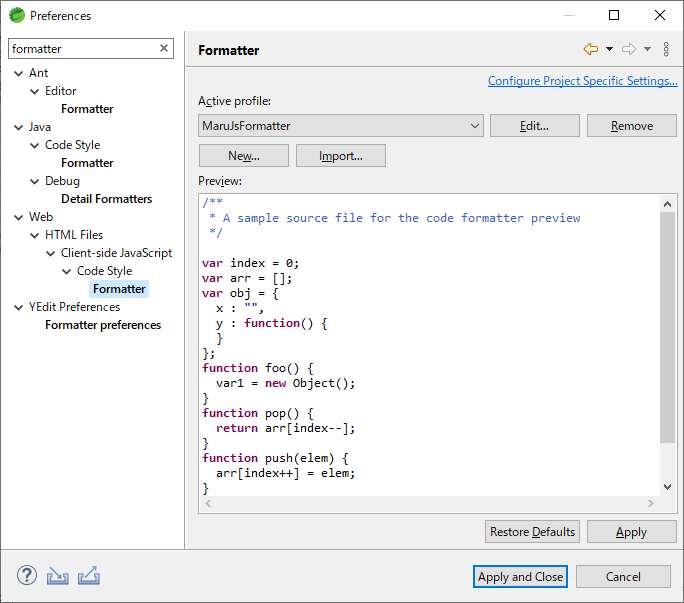 Preferences
formatter
Ant
Editor
Formatter
Java
Code Style
Formatter
Debug
Detail Formatters
Web
HTML Files
Client-side JavaScript
Code Style
Formatter
YEdit Preferences
Formatter preferences
Formatter
Configure Project Specific Settings...
Active profile:
MaruJsFormatter
Edit...
Remove
New...
Import...
Preview:
/**
 * A sample source file for the code formatter preview
 */
var index = 0;
var arr = [];
var obj = {
  x : "",
  y : function() {
  }
};
function foo() {
  var1 = new Object();
}
function pop() {
  return arr[index--];
}
function push(elem) {
  arr[index++] = elem;
}
Restore Defaults
Apply
Apply and Close
Cancel